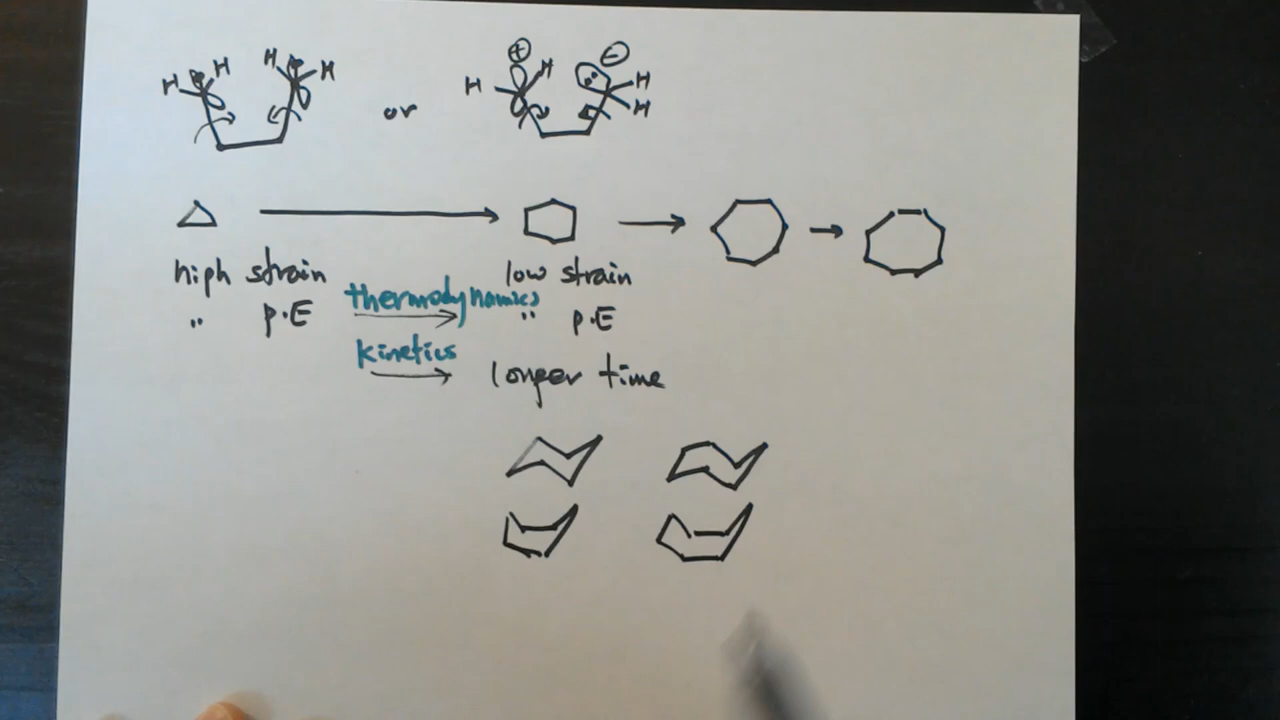 H H H H or ⊕ H H ⊖ H H
high strain low strain
" p.E thermodynamics " p.E
kinetics longer time